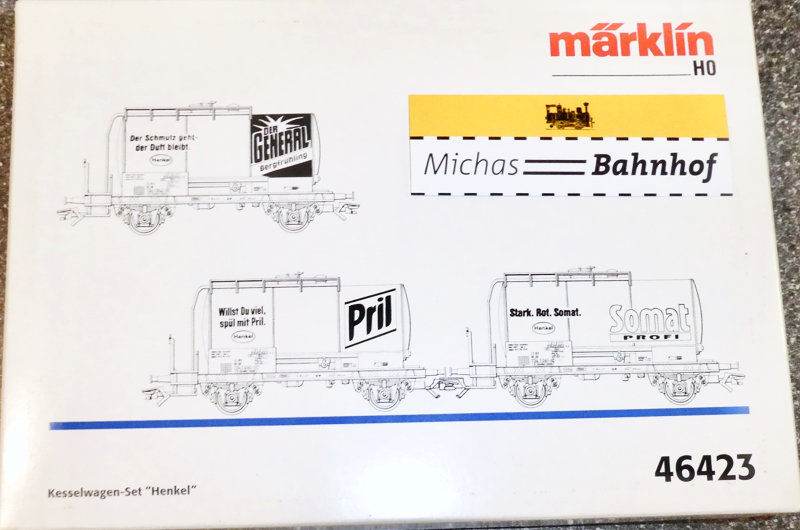 märklin
HO
Michas Bahnhof
Der Schmutz geht-
der Duft bleibt.
Henkel
DER
GENERAL
Bergfrühling
Willst Du viel,
spül mit Pril.
Henkel
Pril
Stark. Rot. Somat.
Henkel
Somat
PROFI
46423
Kesselwagen-Set "Henkel"